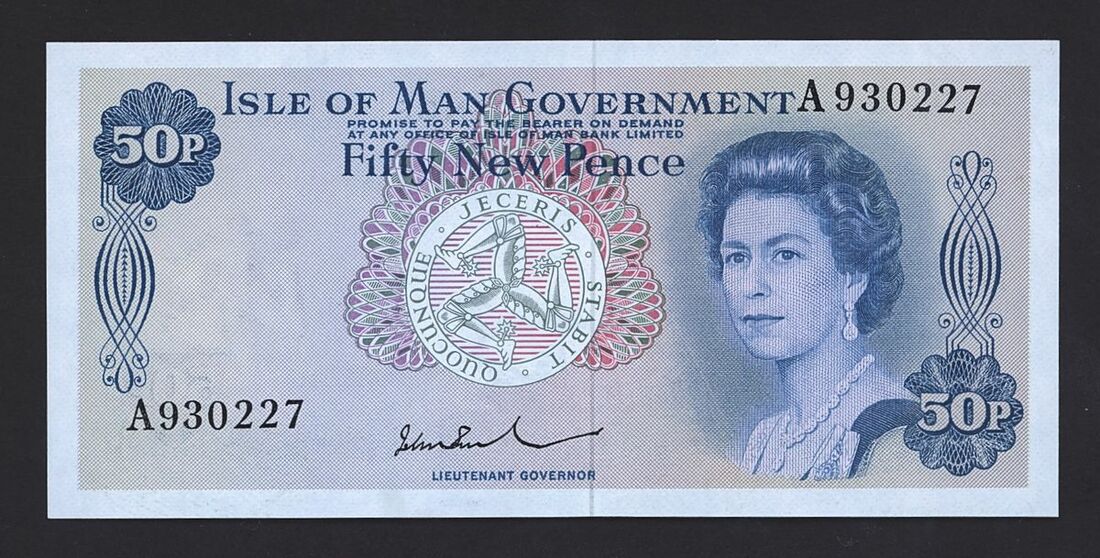 ISLE OF MAN GOVERNMENT A 930227
PROMISE TO PAY THE BEARER ON DEMAND
AT ANY OFFICE OF ISLE OF MAN BANK LIMITED
Fifty New Pence
50P
QUOCUNQUE · JECERIS · STABIT ·
A930227
LIEUTENANT GOVERNOR
50P